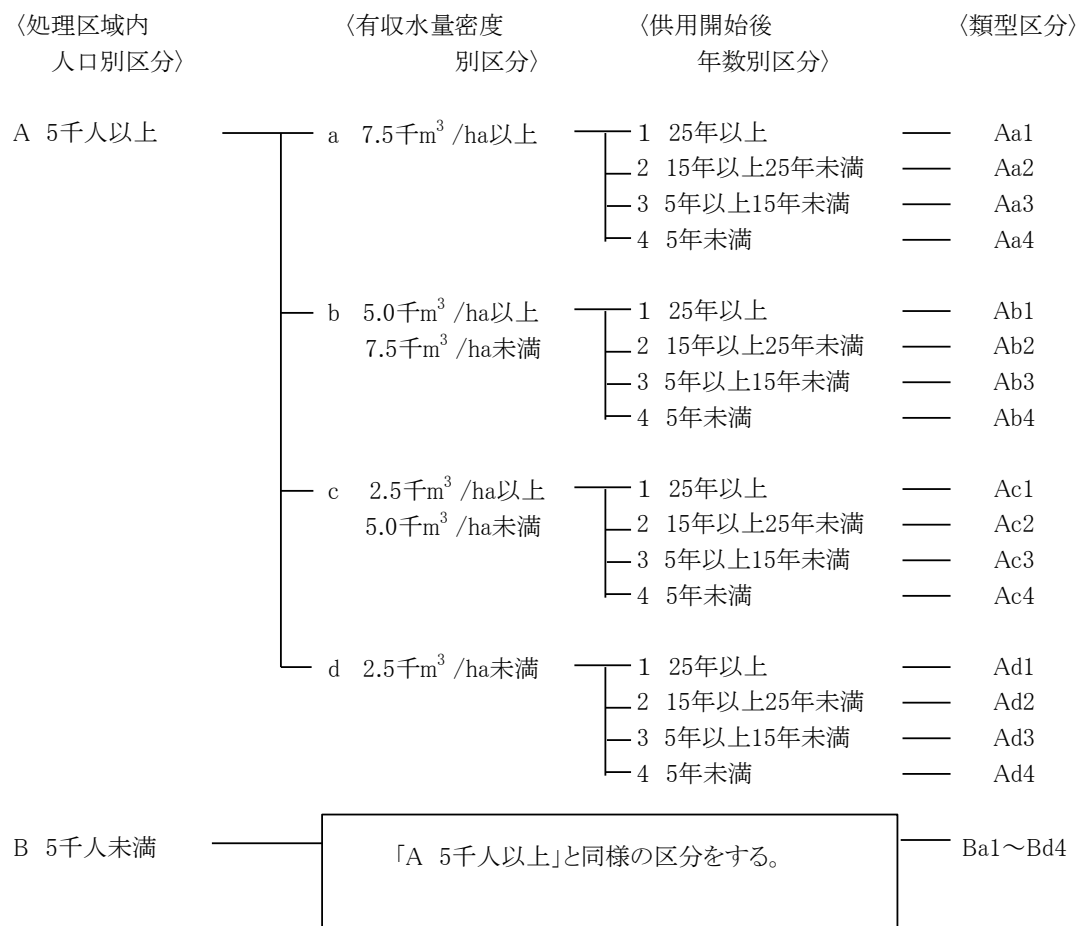 〈処理区域内 〈有収水量密度 〈供用開始後 〈類型区分〉
人口別区分〉 別区分〉 年数別区分〉
A 5千人以上 a 7.5千m³/ha以上 1 25年以上 Aa1
2 15年以上25年未満 Aa2
3 5年以上15年未満 Aa3
4 5年未満 Aa4
b 5.0千m³/ha以上 1 25年以上 Ab1
7.5千m³/ha未満 2 15年以上25年未満 Ab2
3 5年以上15年未満 Ab3
4 5年未満 Ab4
c 2.5千m³/ha以上 1 25年以上 Ac1
5.0千m³/ha未満 2 15年以上25年未満 Ac2
3 5年以上15年未満 Ac3
4 5年未満 Ac4
d 2.5千m³/ha未満 1 25年以上 Ad1
2 15年以上25年未満 Ad2
3 5年以上15年未満 Ad3
4 5年未満 Ad4
B 5千人未満 「A 5千人以上」と同様の区分をする。 Ba1～Bd4